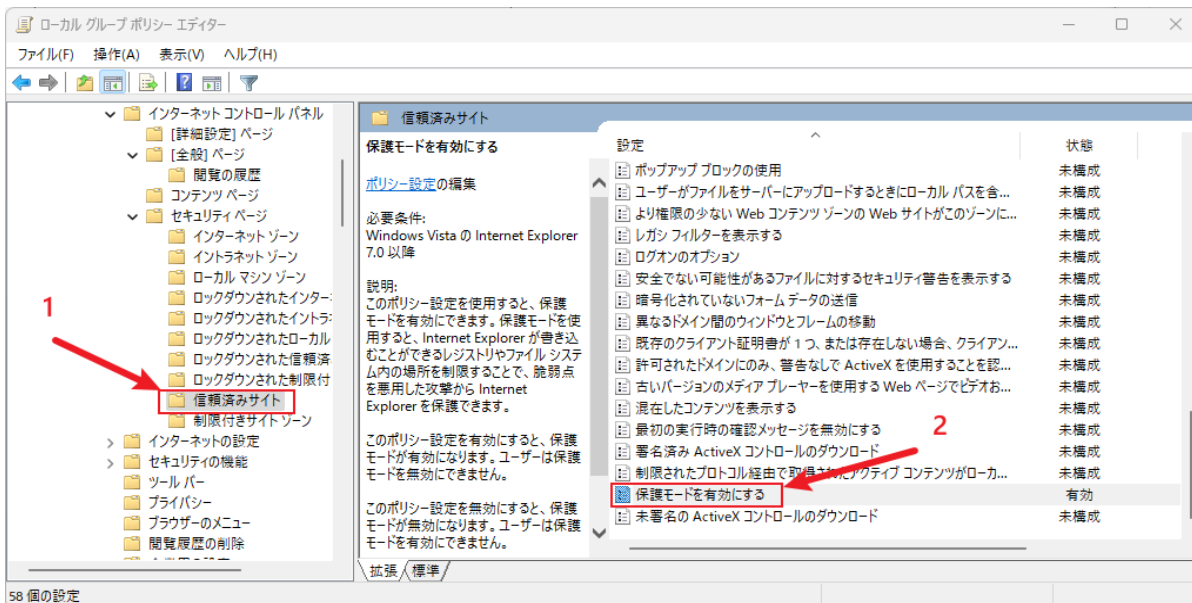 ローカル グループ ポリシー エディター
ファイル(F) 操作(A) 表示(V) ヘルプ(H)
インターネット コントロール パネル
[詳細設定] ページ
[全般] ページ
閲覧の履歴
コンテンツ ページ
セキュリティ ページ
インターネット ゾーン
イントラネット ゾーン
ローカル マシン ゾーン
ロックダウンされたインター
ロックダウンされたイントラ
ロックダウンされたローカル
ロックダウンされた信頼済
ロックダウンされた制限付
信頼済みサイト
制限付きサイト ゾーン
インターネットの設定
セキュリティの機能
ツール バー
プライバシー
ブラウザーのメニュー
閲覧履歴の削除
1
信頼済みサイト
保護モードを有効にする
ポリシー設定の編集
必要条件:
Windows Vista の Internet Explorer
7.0 以降
説明:
このポリシー設定を使用すると、保護
モードを有効にできます。保護モードを使
用すると、Internet Explorer が書き込
むことができるレジストリやファイル システ
ム内の場所を制限することで、脆弱点
を悪用した攻撃から Internet
Explorer を保護できます。
このポリシー設定を有効にすると、保護
モードが有効になります。ユーザーは保護
モードを無効にできません。
このポリシー設定を無効にすると、保護
モードが無効になります。ユーザーは保護
モードを有効にできません。
設定 状態
ポップアップ ブロックの使用 未構成
ユーザーがファイルをサーバーにアップロードするときにローカル パスを含... 未構成
より権限の少ない Web コンテンツ ゾーンの Web サイトがこのゾーンに... 未構成
レガシ フィルターを表示する 未構成
ログオンのオプション 未構成
安全でない可能性があるファイルに対するセキュリティ警告を表示する 未構成
暗号化されていないフォーム データの送信 未構成
異なるドメイン間のウィンドウとフレームの移動 未構成
既存のクライアント証明書が 1 つ、または存在しない場合、クライアン... 未構成
許可されたドメインにのみ、警告なしで ActiveX を使用することを認... 未構成
古いバージョンのメディア プレーヤーを使用する Web ページでビデオお... 未構成
混在したコンテンツを表示する 未構成
最初の実行時の確認メッセージを無効にする 未構成
署名済み ActiveX コントロールのダウンロード 未構成
制限されたプロトコル経由で取得されたアクティブ コンテンツがローカ... 未構成
保護モードを有効にする 有効
未署名の ActiveX コントロールのダウンロード 未構成
2
拡張 標準
58 個の設定